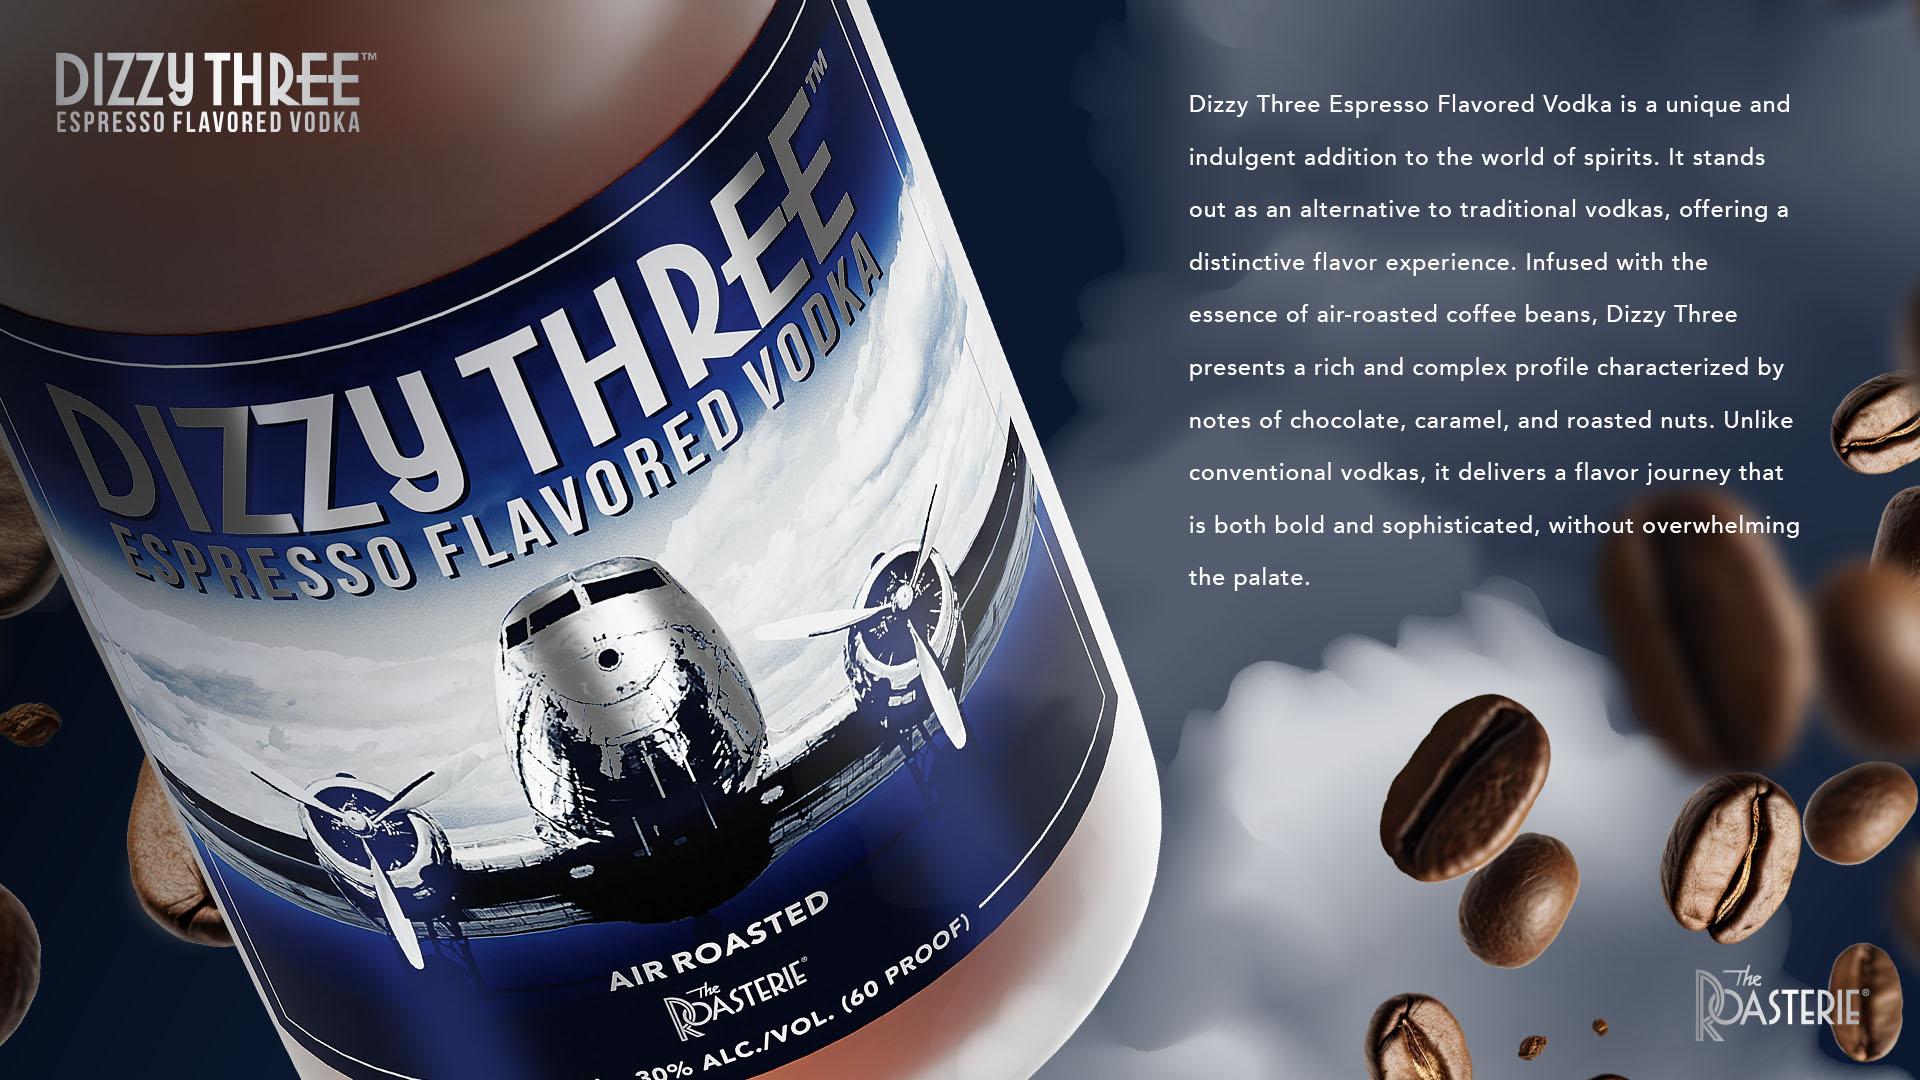 DIZZY THREE™
ESPRESSO FLAVORED VODKA
DIZZY THREE™
ESPRESSO FLAVORED VODKA
AIR ROASTED
The ROASTERIE®
30% ALC./VOL. (60 PROOF)
Dizzy Three Espresso Flavored Vodka is a unique and
indulgent addition to the world of spirits. It stands
out as an alternative to traditional vodkas, offering a
distinctive flavor experience. Infused with the
essence of air-roasted coffee beans, Dizzy Three
presents a rich and complex profile characterized by
notes of chocolate, caramel, and roasted nuts. Unlike
conventional vodkas, it delivers a flavor journey that
is both bold and sophisticated, without overwhelming
the palate.
The ROASTERIE®